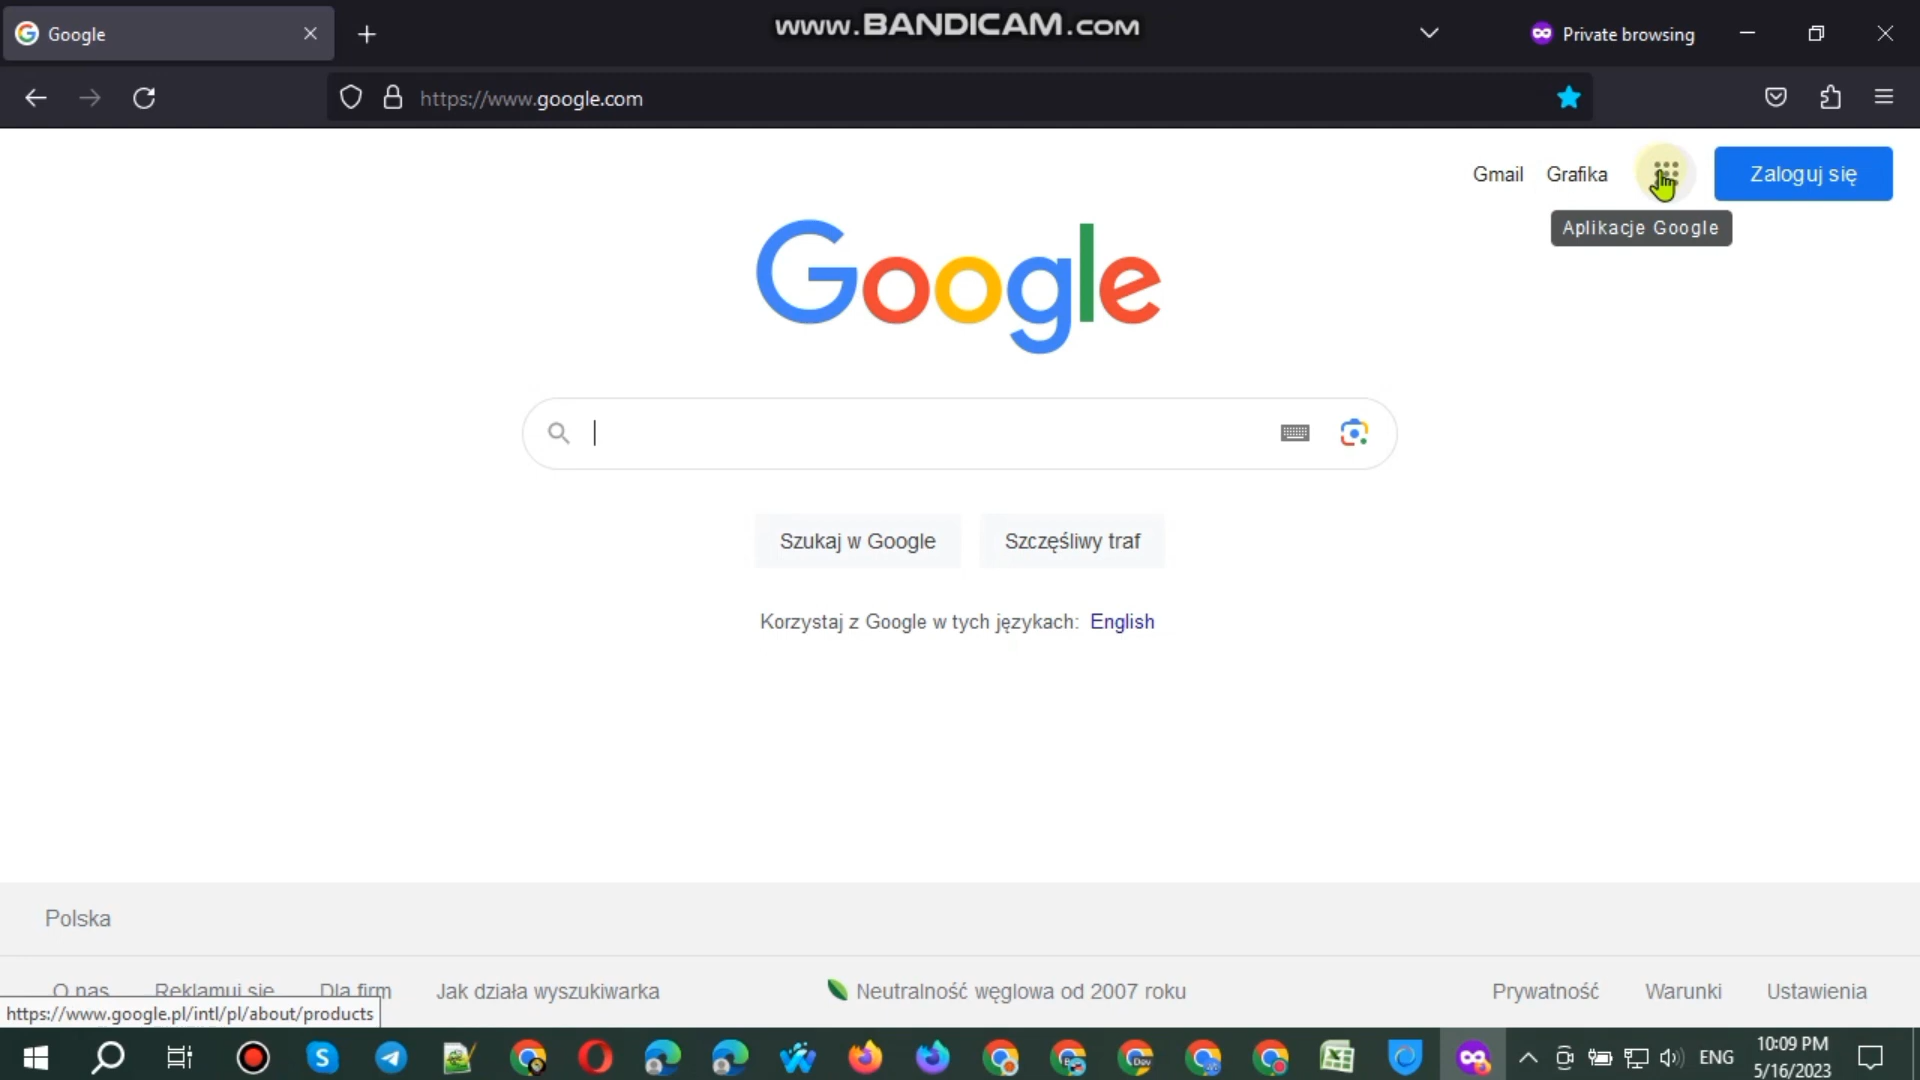 Google
www.BANDICAM.com
Private browsing
https://www.google.com
Gmail
Grafika
Zaloguj się
Aplikacje Google
Google
Szukaj w Google
Szczęśliwy traf
Korzystaj z Google w tych językach: English
Polska
O nas
Reklamuj się
Dla firm
Jak działa wyszukiwarka
Neutralność węglowa od 2007 roku
Prywatność
Warunki
Ustawienia
https://www.google.pl/intl/pl/about/products
Dev
ENG
10:09 PM
5/16/2023